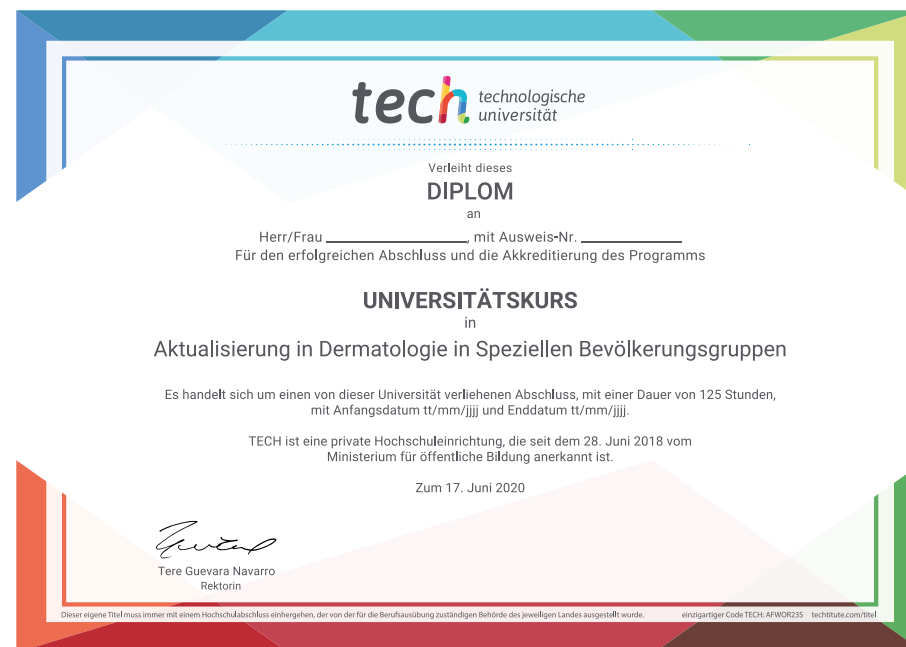 tech technologische
universität
Verleiht dieses
DIPLOM
an
Herr/Frau ____________________, mit Ausweis-Nr. ______________
Für den erfolgreichen Abschluss und die Akkreditierung des Programms
UNIVERSITÄTSKURS
in
Aktualisierung in Dermatologie in Speziellen Bevölkerungsgruppen
Es handelt sich um einen von dieser Universität verliehenen Abschluss, mit einer Dauer von 125 Stunden,
mit Anfangsdatum tt/mm/jjjj und Enddatum tt/mm/jjjj.
TECH ist eine private Hochschuleinrichtung, die seit dem 28. Juni 2018 vom
Ministerium für öffentliche Bildung anerkannt ist.
Zum 17. Juni 2020
Tere Guevara Navarro
Rektorin
Dieser eigene Titel muss immer mit einem Hochschulabschluss einhergehen, der von der für die Berufsausübung zuständigen Behörde des jeweiligen Landes ausgestellt wurde. einzigartiger Code TECH: AFWOR23S techtitute.com/titel